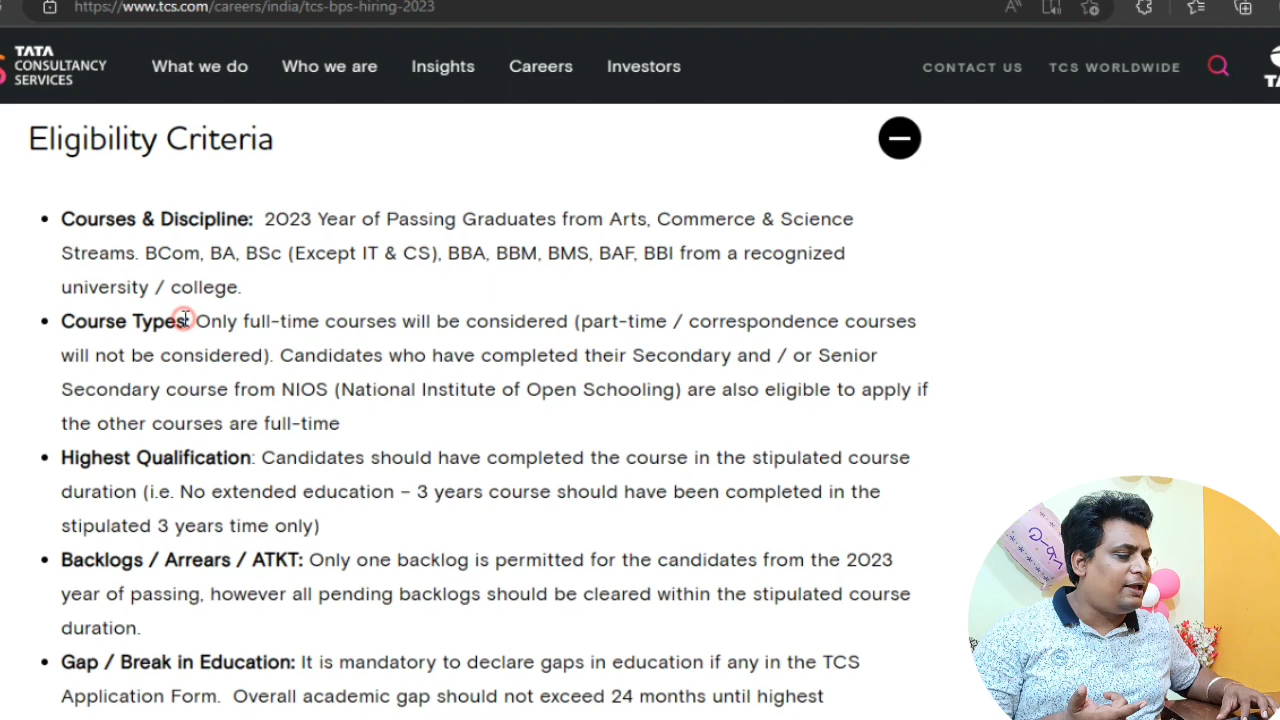 https://www.tcs.com/careers/india/tcs-bps-hiring-2023
TATA
CONSULTANCY
SERVICES
What we do
Who we are
Insights
Careers
Investors
CONTACT US
TCS WORLDWIDE
TA
Eligibility Criteria
• Courses & Discipline: 2023 Year of Passing Graduates from Arts, Commerce & Science
Streams. BCom, BA, BSc (Except IT & CS), BBA, BBM, BMS, BAF, BBI from a recognized
university / college.
• Course Types: Only full-time courses will be considered (part-time / correspondence courses
will not be considered). Candidates who have completed their Secondary and / or Senior
Secondary course from NIOS (National Institute of Open Schooling) are also eligible to apply if
the other courses are full-time
• Highest Qualification: Candidates should have completed the course in the stipulated course
duration (i.e. No extended education – 3 years course should have been completed in the
stipulated 3 years time only)
• Backlogs / Arrears / ATKT: Only one backlog is permitted for the candidates from the 2023
year of passing, however all pending backlogs should be cleared within the stipulated course
duration.
• Gap / Break in Education: It is mandatory to declare gaps in education if any in the TCS
Application Form. Overall academic gap should not exceed 24 months until highest